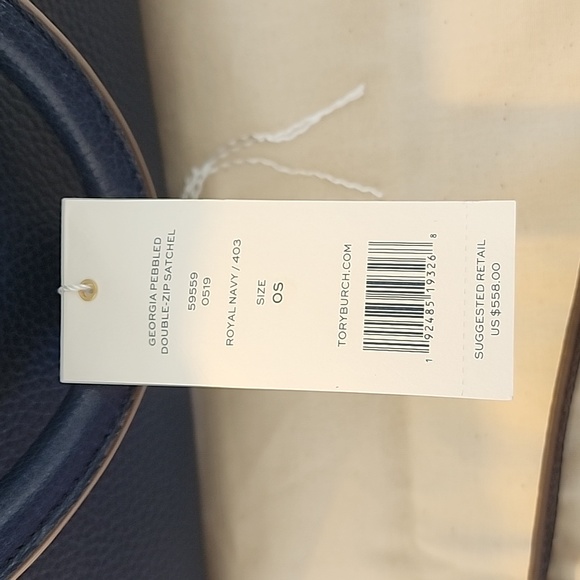 GEORGIA PEBBLED
DOUBLE-ZIP SATCHEL
59559
0519
ROYAL NAVY / 403
SIZE
OS
TORYBURCH.COM
1 92485 19326 8
SUGGESTED RETAIL
US $558.00